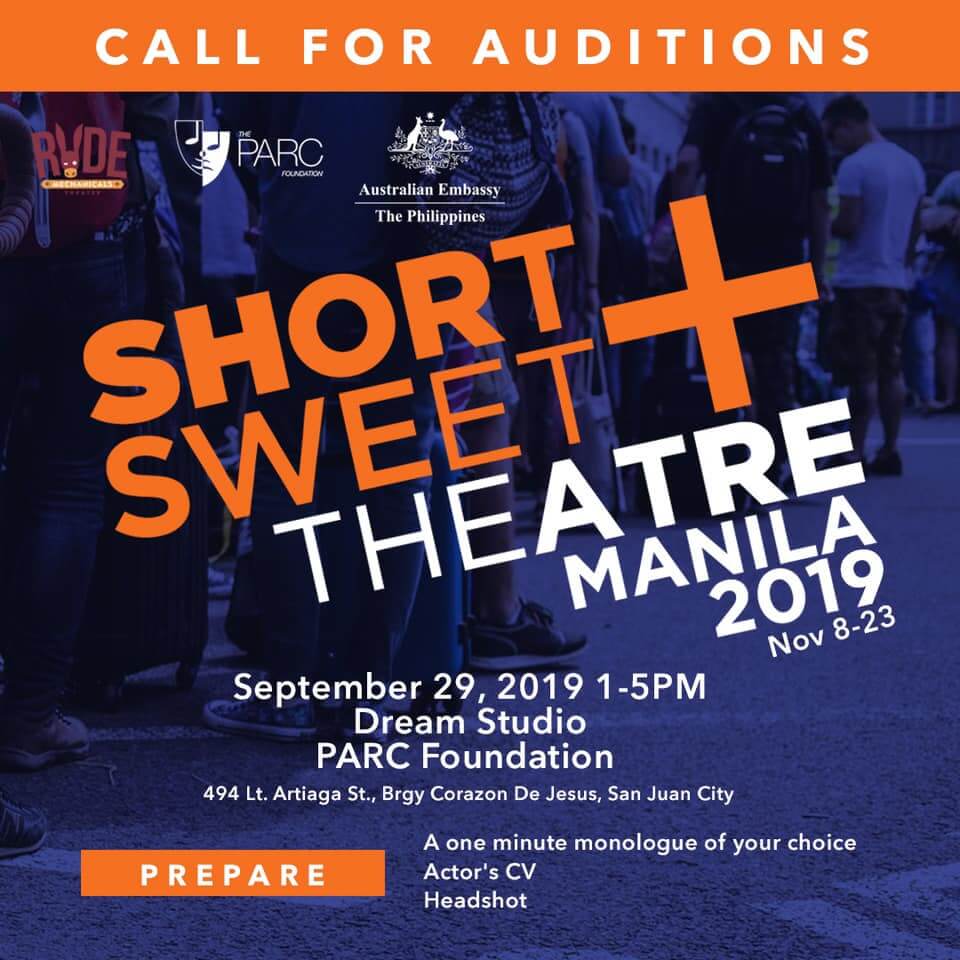 CALL FOR AUDITIONS
RUDE
MECHANICALS
THEATRE
THE
PARC
FOUNDATION
Australian Embassy
The Philippines
SHORT +
SWEET
THEATRE
MANILA
2019
Nov 8-23
September 29, 2019 1-5PM
Dream Studio
PARC Foundation
494 Lt. Artiaga St., Brgy Corazon De Jesus, San Juan City
PREPARE
A one minute monologue of your choice
Actor's CV
Headshot